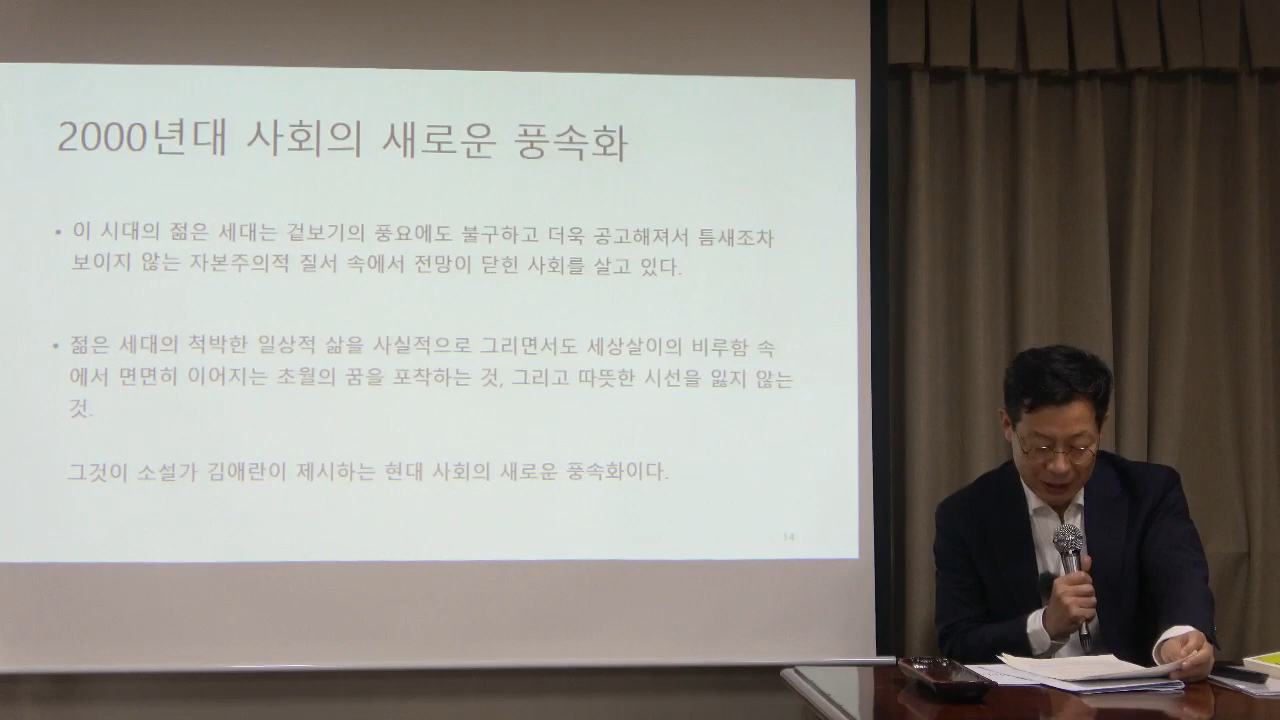 2000년대 사회의 새로운 풍속화
• 이 시대의 젊은 세대는 겉보기의 풍요에도 불구하고 더욱 공고해져서 틈새조차
보이지 않는 자본주의적 질서 속에서 전망이 닫힌 사회를 살고 있다.
• 젊은 세대의 척박한 일상적 삶을 사실적으로 그리면서도 세상살이의 비루함 속
에서 면면히 이어지는 초월의 꿈을 포착하는 것, 그리고 따뜻한 시선을 잃지 않는
것.
그것이 소설가 김애란이 제시하는 현대 사회의 새로운 풍속화이다.
14